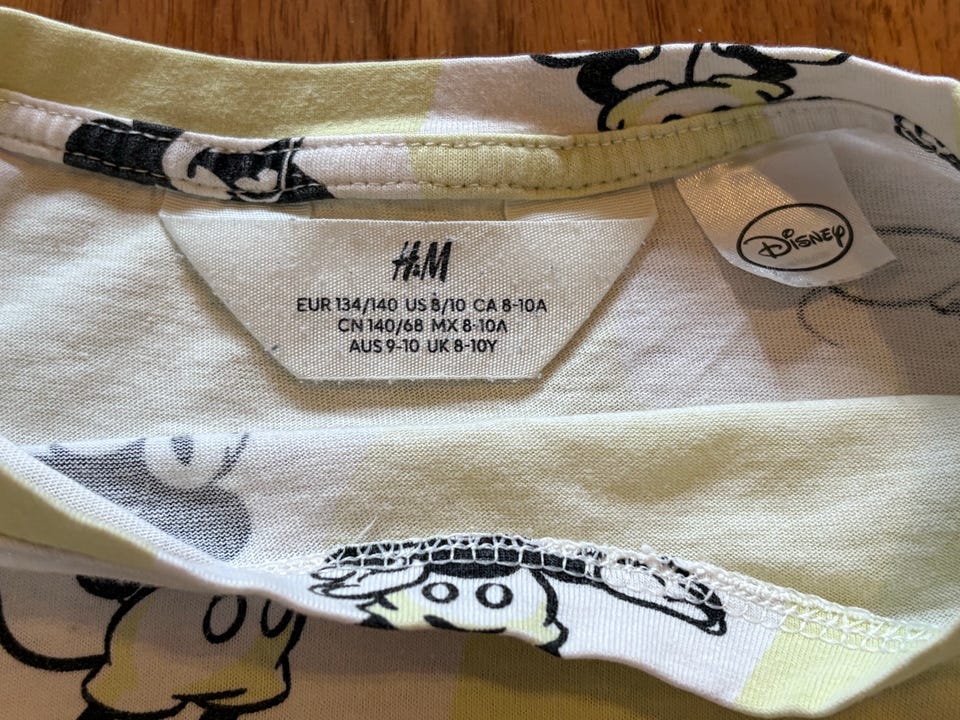 H&M
EUR 134/140 US 8/10 CA 8-10A
CN 140/68 MX 8-10A
AUS 9-10 UK 8-10Y
Disney